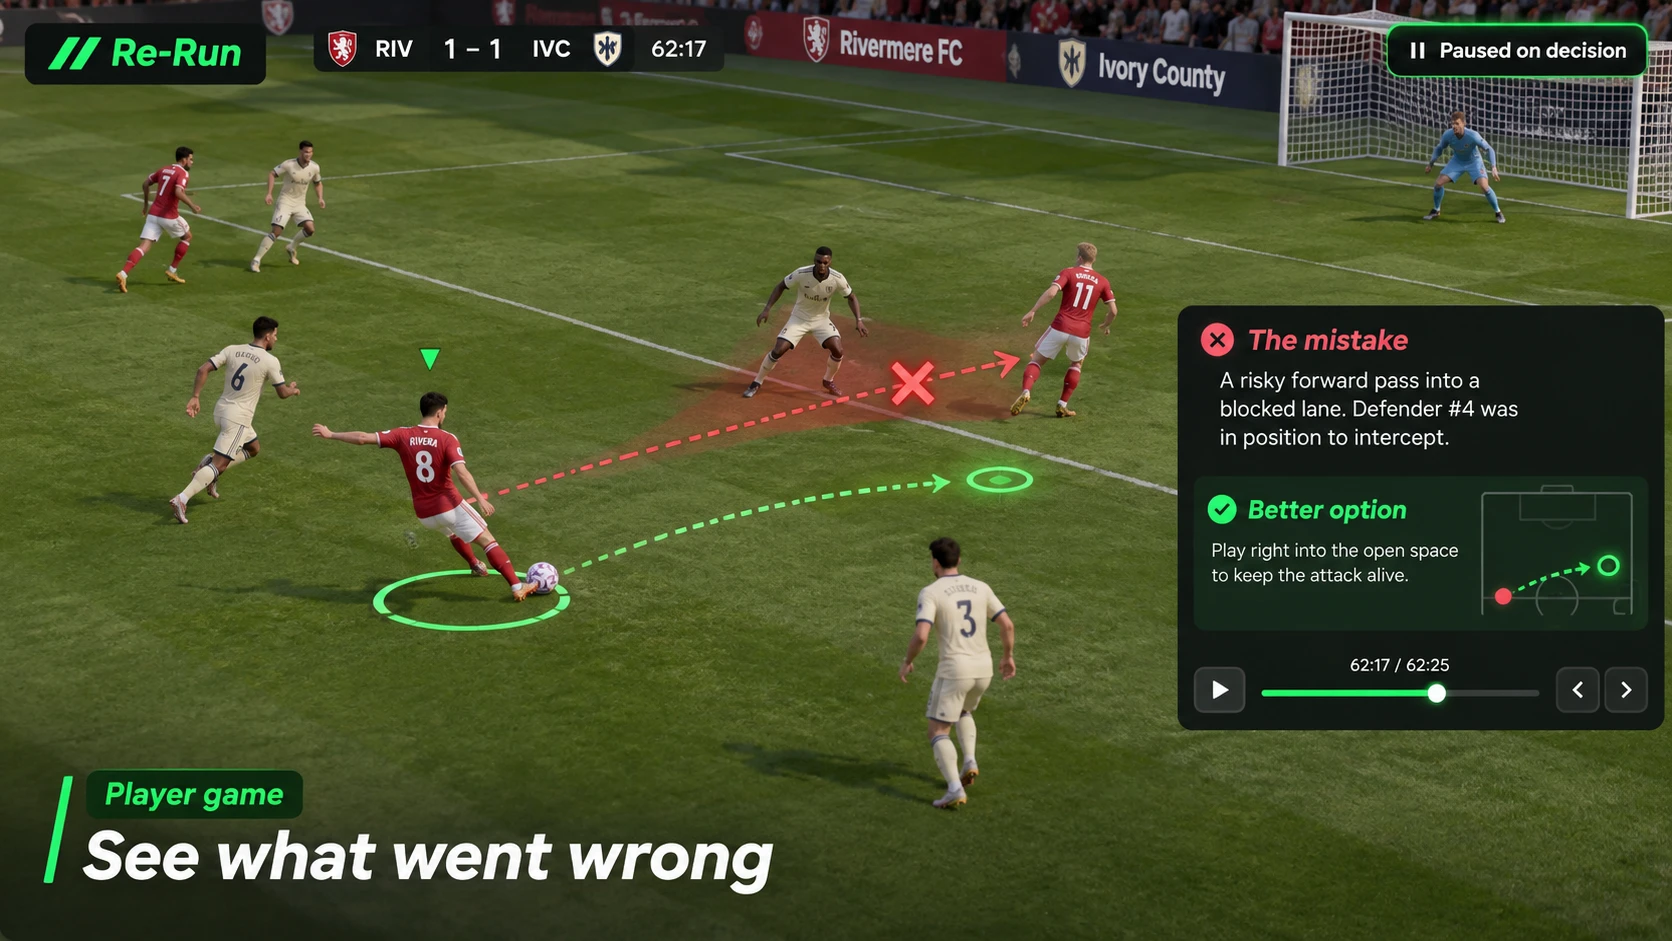 Re-Run
RIV 1 – 1 IVC 62:17
Rivermere FC
Ivory County
Paused on decision
7
11
6
RIVERA
8
3
The mistake
A risky forward pass into a
blocked lane. Defender #4 was
in position to intercept.
Better option
Play right into the open space
to keep the attack alive.
62:17 / 62:25
Player game
See what went wrong